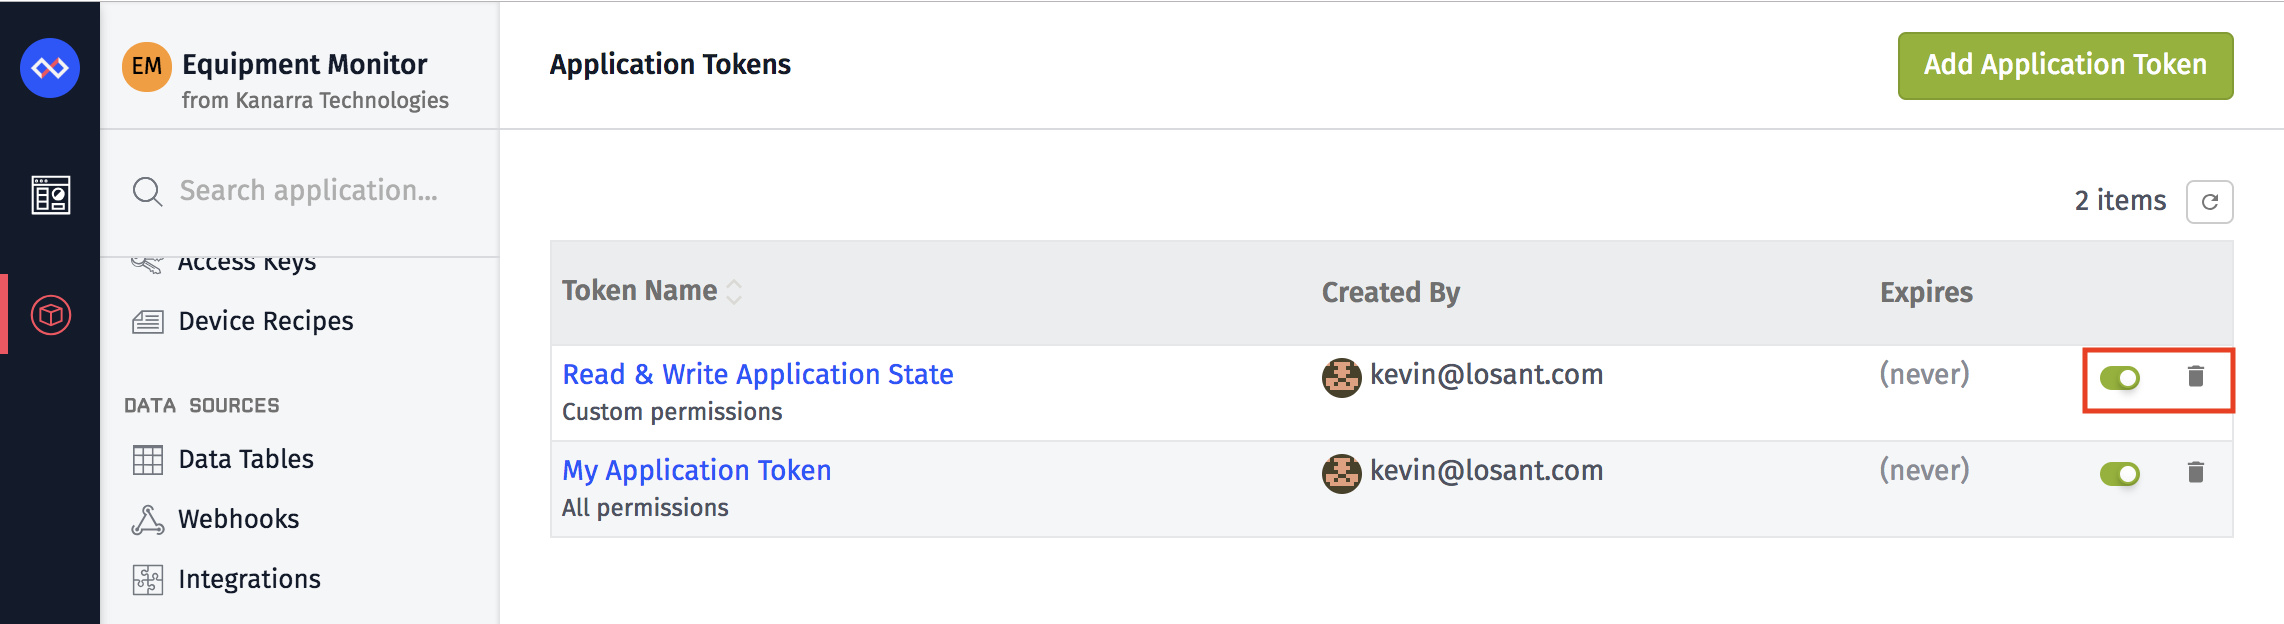 EM
Equipment Monitor
from Kanarra Technologies
Search application...
Access Keys
Device Recipes
DATA SOURCES
Data Tables
Webhooks
Integrations
Application Tokens
Add Application Token
2 items
Token Name Created By Expires
Read & Write Application State kevin@losant.com (never)
Custom permissions
My Application Token kevin@losant.com (never)
All permissions